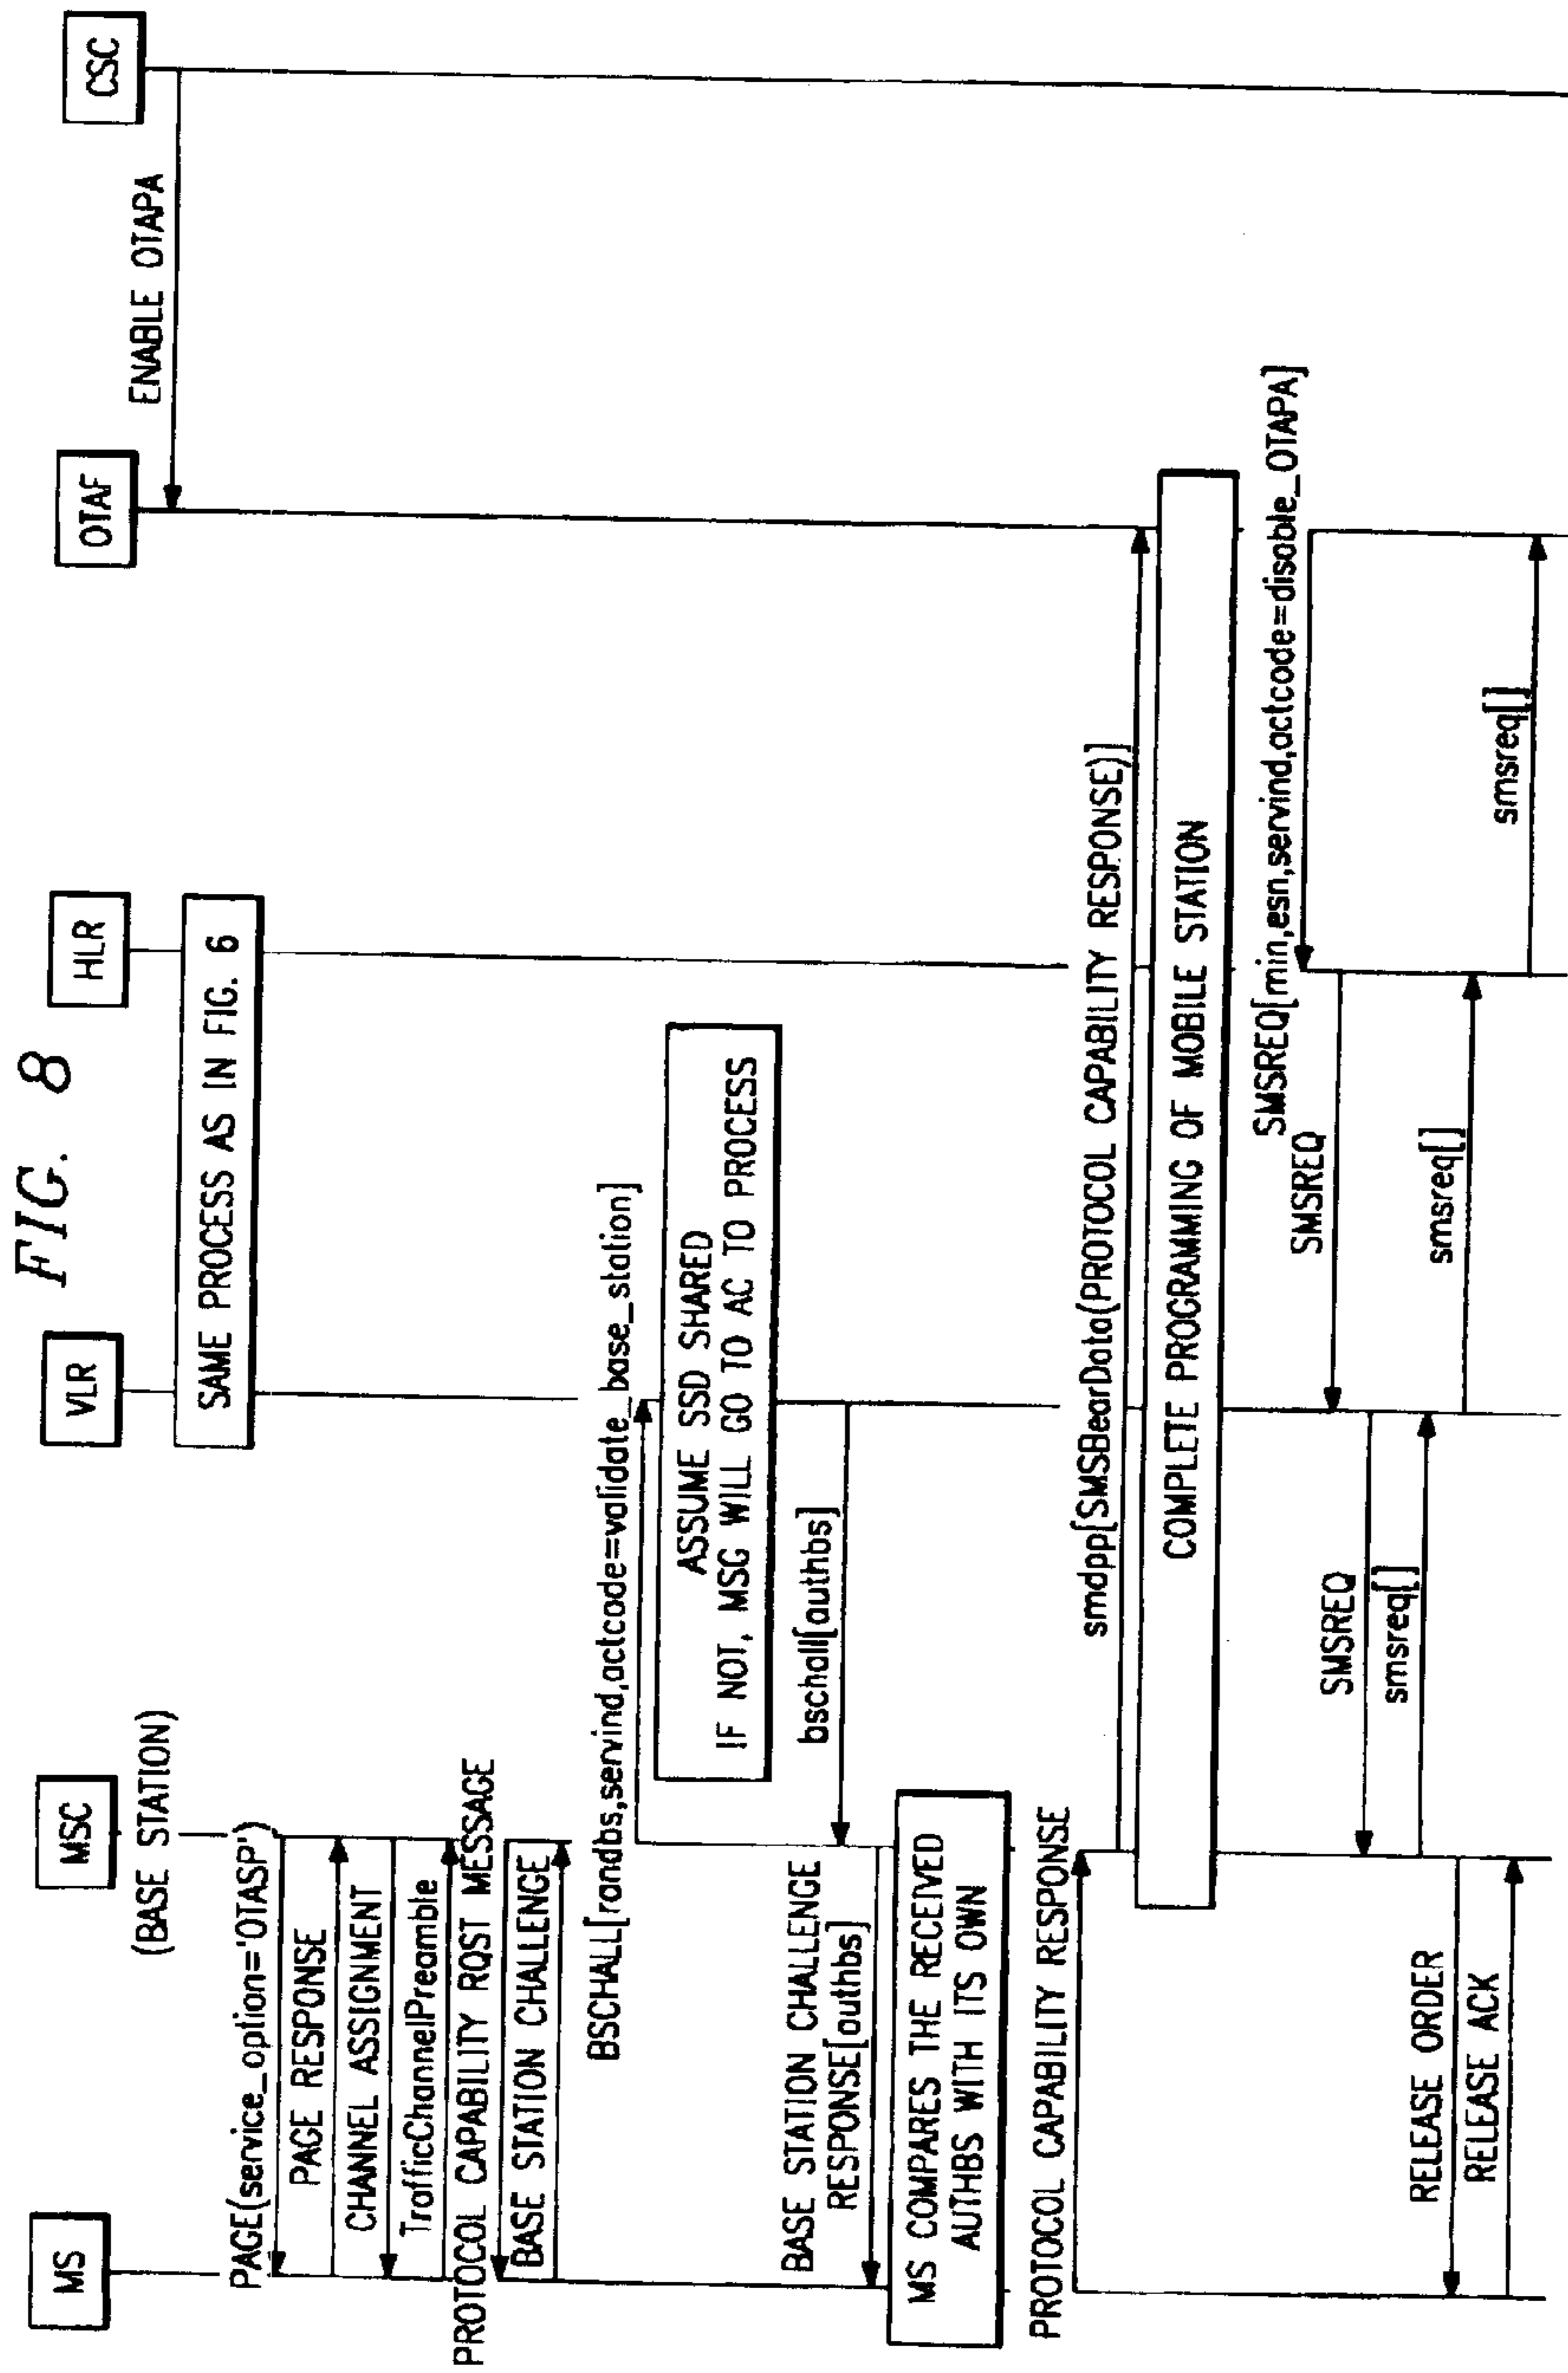 FIG. 8
MS
MSC
VLR
HLR
OTAF
CSC
(BASE STATION)
ENABLE OTAPA
SAME PROCESS AS IN FIG. 6
PAGE(service_option='OTASP')
PAGE RESPONSE
CHANNEL ASSIGNMENT
TrafficChannelPreamble
PROTOCOL CAPABILITY RQST MESSAGE
BASE STATION CHALLENGE
BSCHALL[randbs,servind,actcode=validate_base_station]
ASSUME SSD SHARED
IF NOT, MSG WILL GO TO AC TO PROCESS
bschall[authbs]
BASE STATION CHALLENGE
RESPONSE[authbs]
MS COMPARES THE RECEIVED
AUTHBS WITH ITS OWN
PROTOCOL CAPABILITY RESPONSE
smdpp[SMSBearData(PROTOCOL CAPABILITY RESPONSE)]
COMPLETE PROGRAMMING OF MOBILE STATION
SMSREQ[min,esn,servind,actcode=disable_OTAPA]
SMSREQ
SMSREQ
smsreq[]
smsreq[]
smsreq[]
RELEASE ORDER
RELEASE ACK